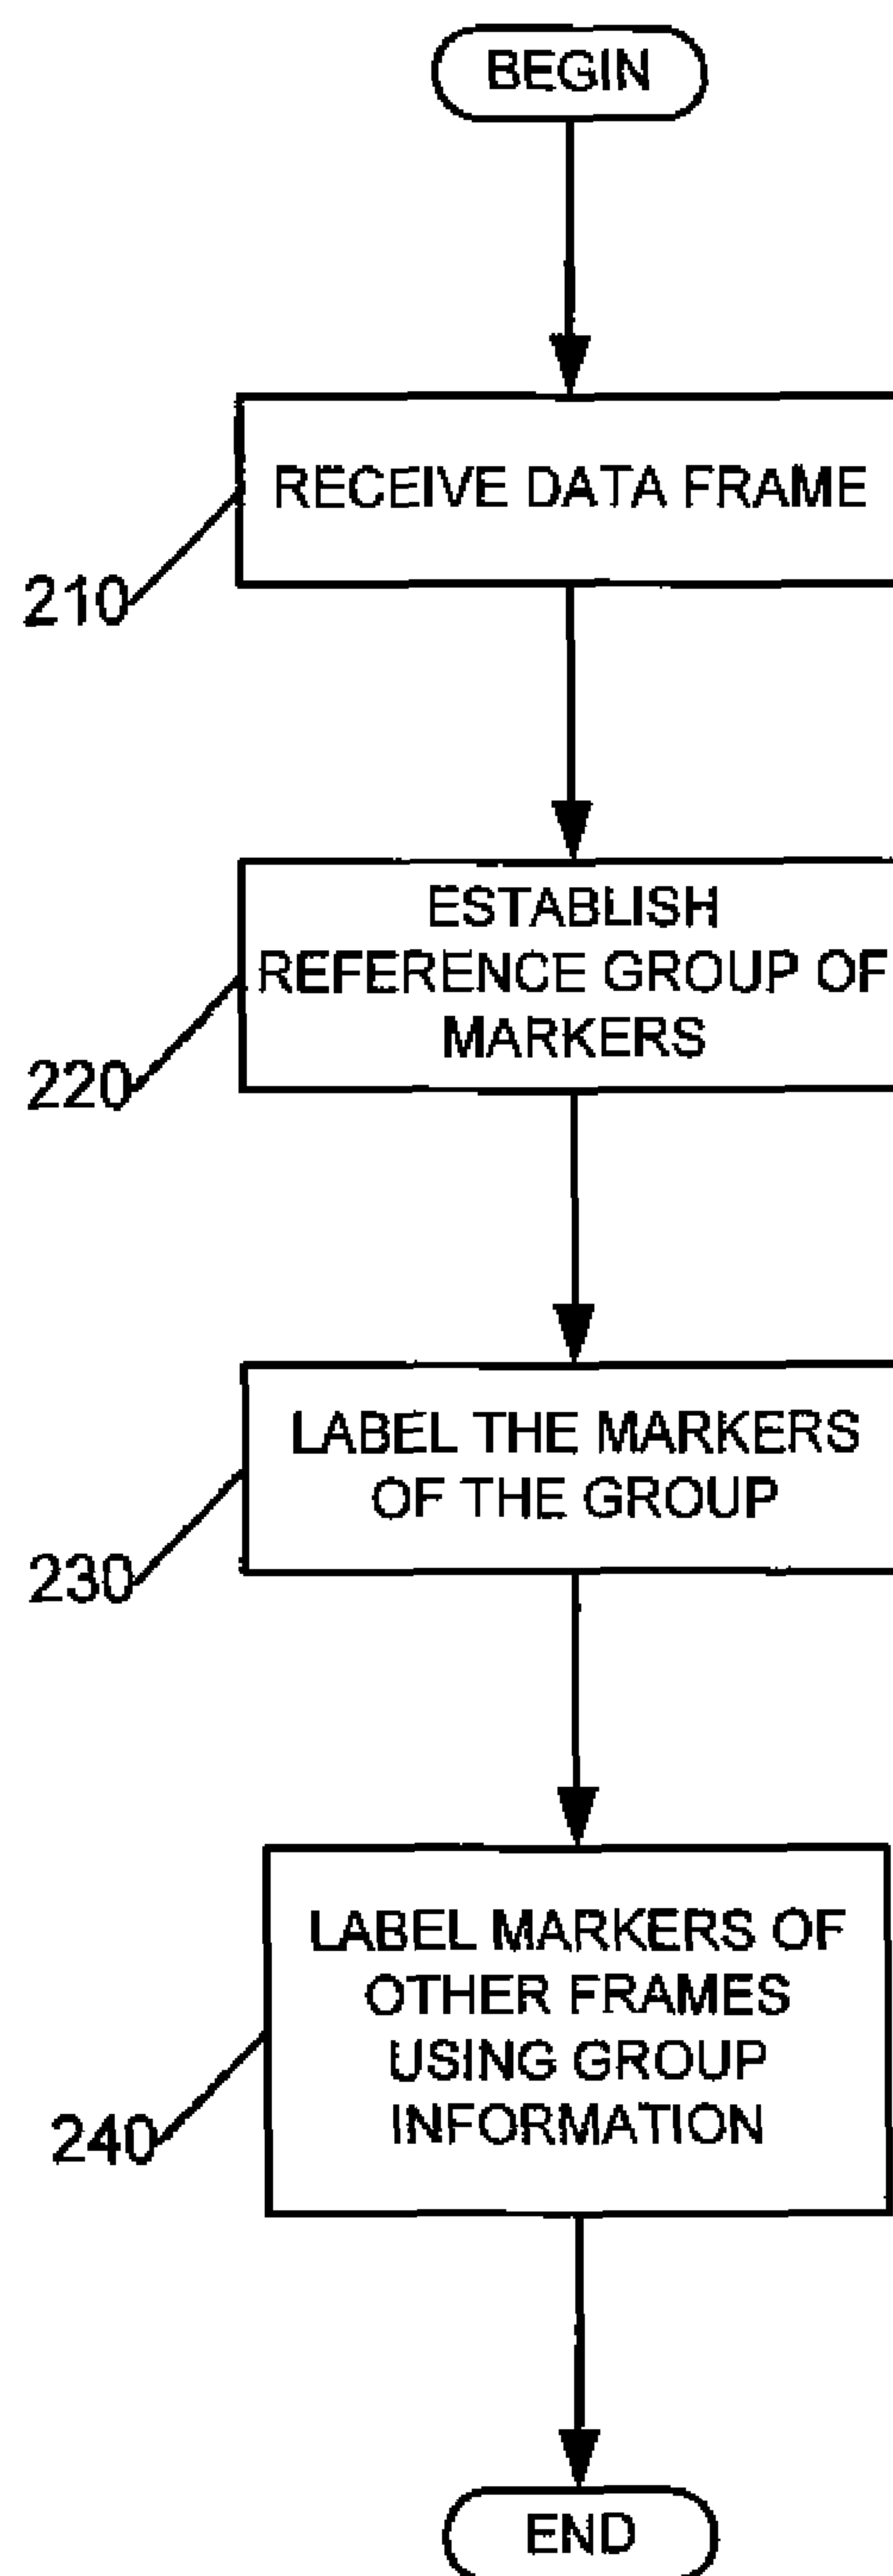 BEGIN
RECEIVE DATA FRAME
210
ESTABLISH
REFERENCE GROUP OF
MARKERS
220
LABEL THE MARKERS
OF THE GROUP
230
LABEL MARKERS OF
OTHER FRAMES
USING GROUP
INFORMATION
240
END